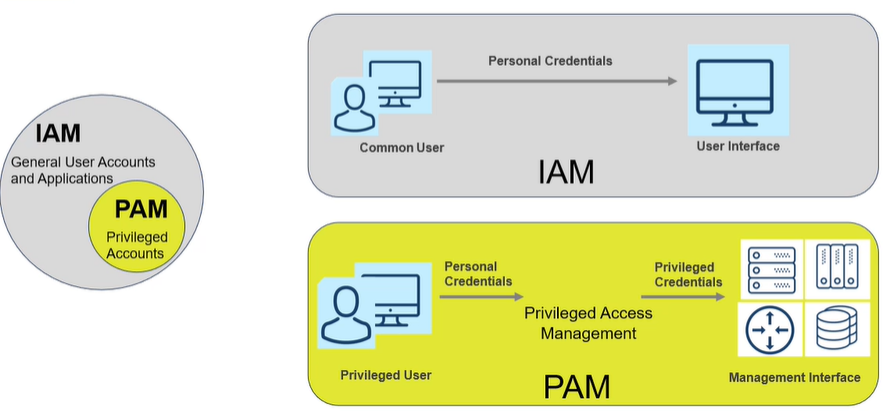 IAM
General User Accounts
and Applications
PAM
Privileged
Accounts
Personal Credentials
Common User
User Interface
IAM
Personal
Credentials
Privileged
Credentials
Privileged Access
Management
Privileged User
Management Interface
PAM